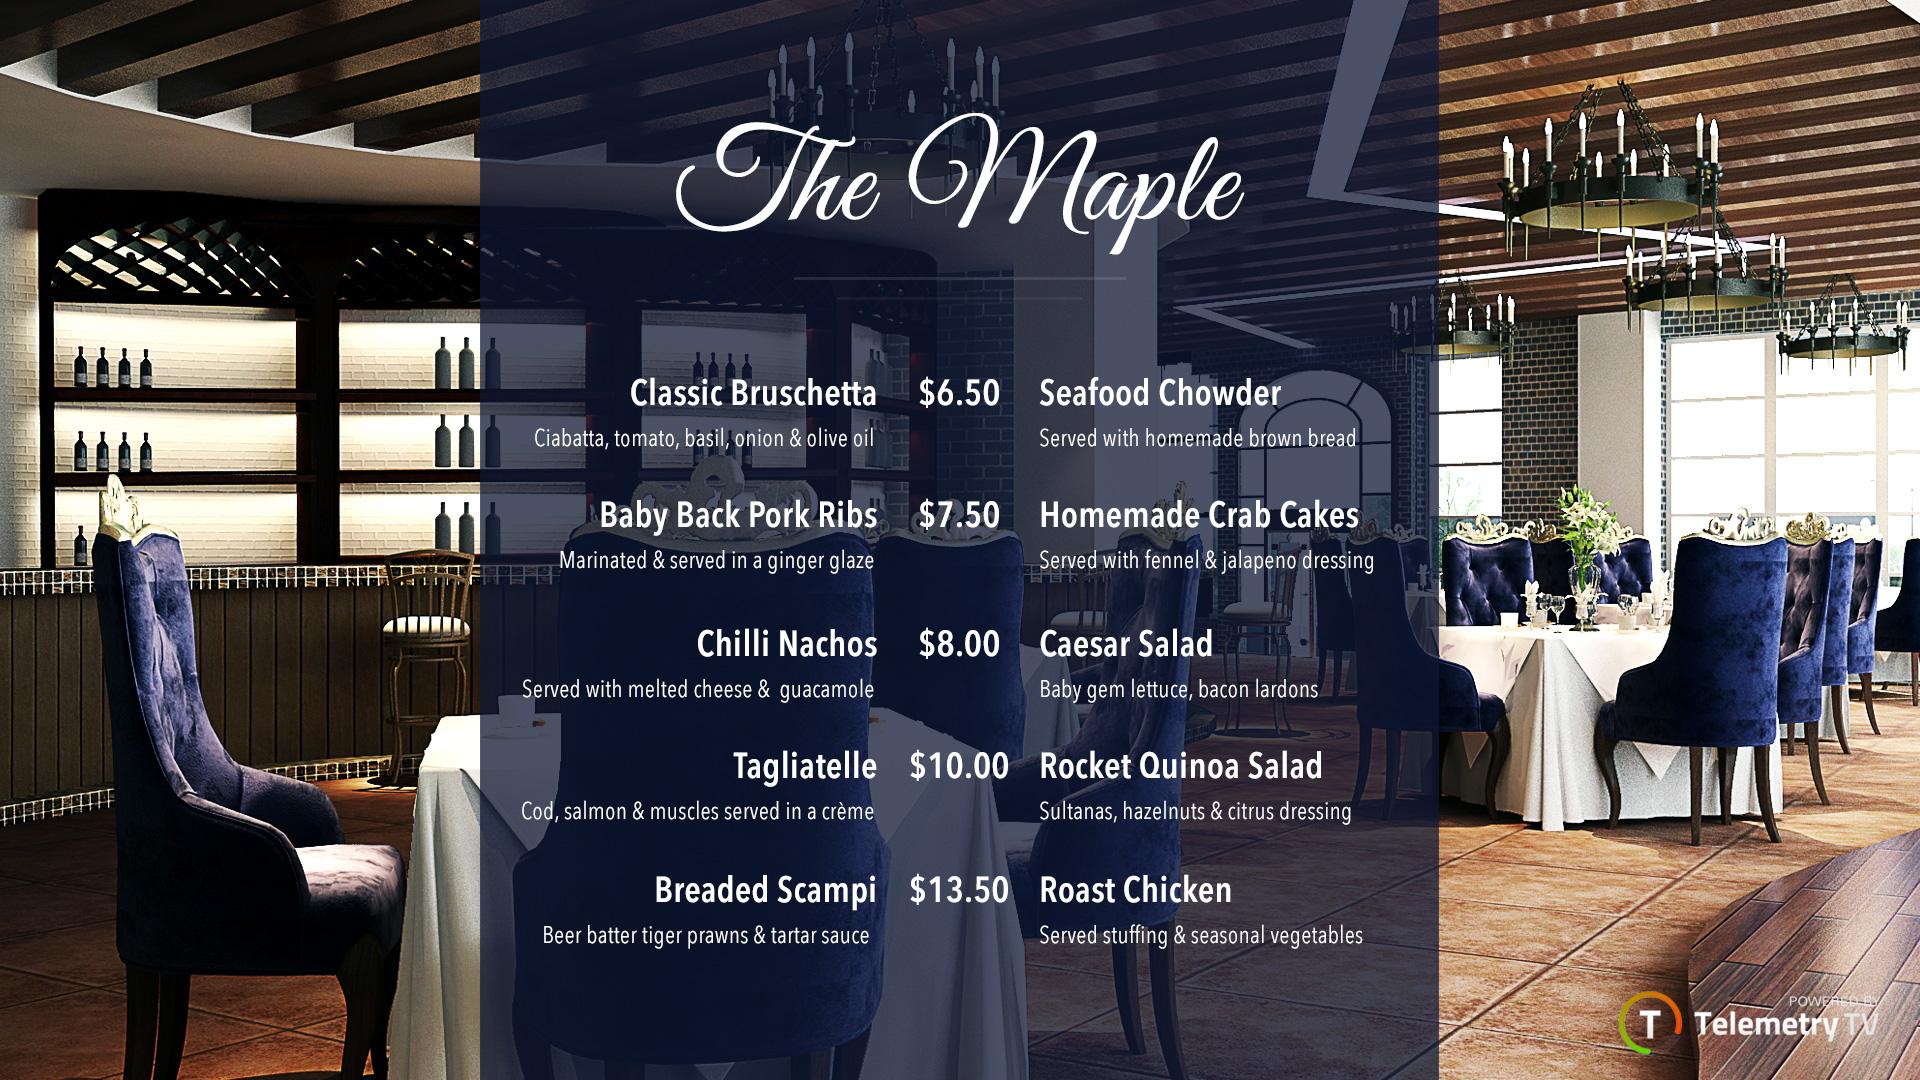 The Maple
Classic Bruschetta $6.50 Seafood Chowder
Ciabatta, tomato, basil, onion & olive oil Served with homemade brown bread
Baby Back Pork Ribs $7.50 Homemade Crab Cakes
Marinated & served in a ginger glaze Served with fennel & jalapeno dressing
Chilli Nachos $8.00 Caesar Salad
Served with melted cheese & guacamole Baby gem lettuce, bacon lardons
Tagliatelle $10.00 Rocket Quinoa Salad
Cod, salmon & muscles served in a crème Sultanas, hazelnuts & citrus dressing
Breaded Scampi $13.50 Roast Chicken
Beer batter tiger prawns & tartar sauce Served stuffing & seasonal vegetables
POWERED BY
T TelemetryTV